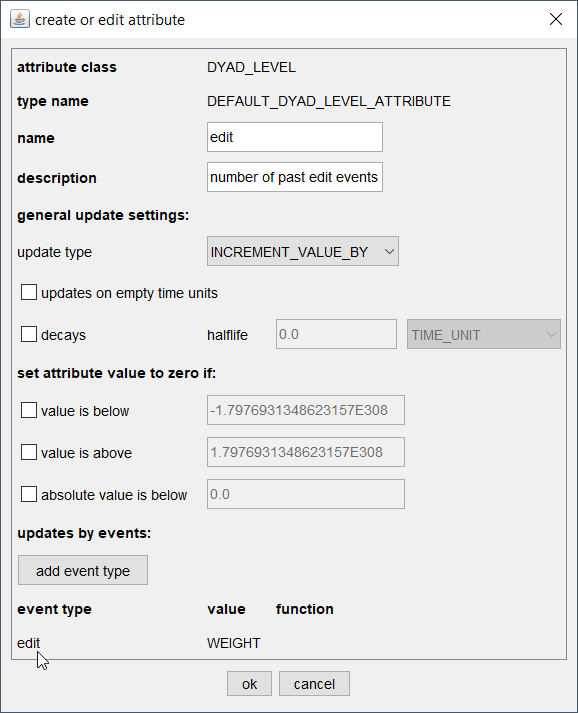 create or edit attribute
attribute class DYAD_LEVEL
type name DEFAULT_DYAD_LEVEL_ATTRIBUTE
name edit
description number of past edit events
general update settings:
update type INCREMENT_VALUE_BY
updates on empty time units
decays halflife 0.0 TIME_UNIT
set attribute value to zero if:
value is below -1.7976931348623157E308
value is above 1.7976931348623157E308
absolute value is below 0.0
updates by events:
add event type
event type value function
edit WEIGHT
ok cancel